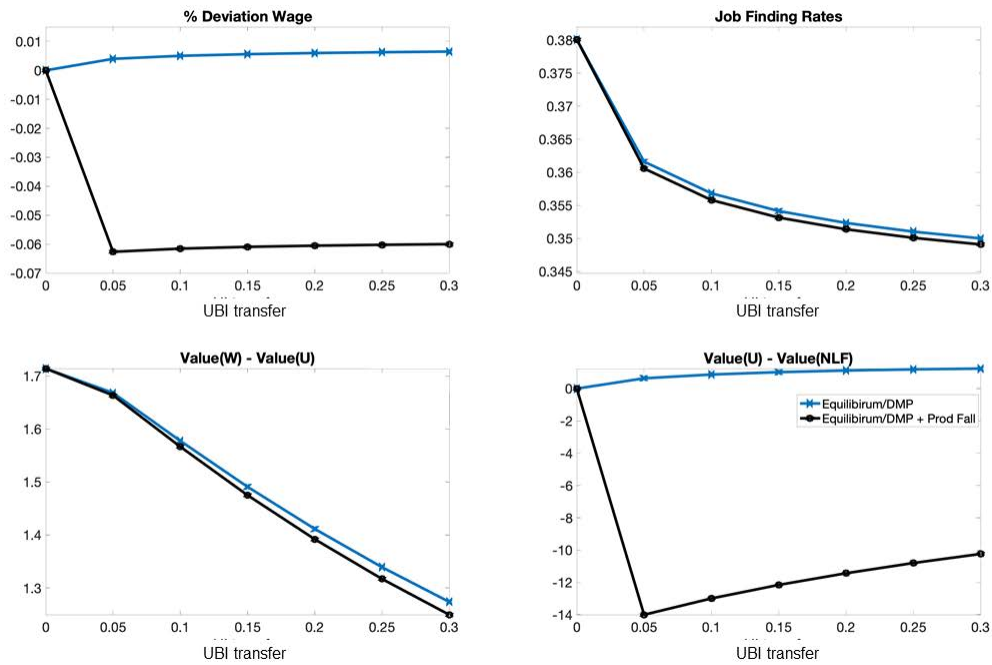 % Deviation Wage
0.01
0
-0.01
-0.02
-0.03
-0.04
-0.05
-0.06
-0.07
0 0.05 0.1 0.15 0.2 0.25 0.3
UBI transfer
Job Finding Rates
0.38
0.375
0.37
0.365
0.36
0.355
0.35
0.345
0 0.05 0.1 0.15 0.2 0.25 0.3
UBI transfer
Value(W) - Value(U)
1.7
1.6
1.5
1.4
1.3
0 0.05 0.1 0.15 0.2 0.25 0.3
UBI transfer
Value(U) - Value(NLF)
0
-2
-4
-6
-8
-10
-12
-14
Equilibirum/DMP
Equilibirum/DMP + Prod Fall
0 0.05 0.1 0.15 0.2 0.25 0.3
UBI transfer